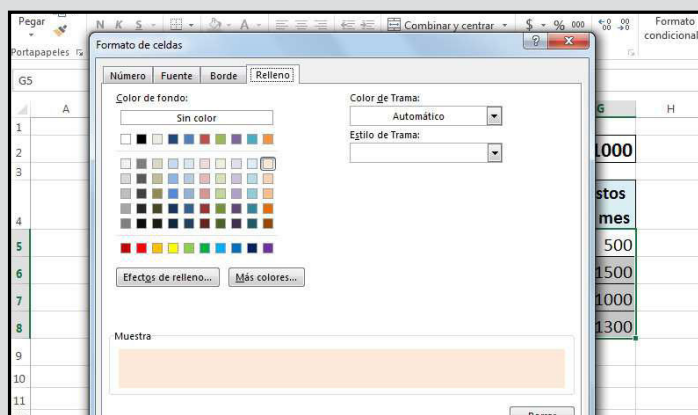 Pegar
N K S
Combinar y centrar
$ % 000
Formato
condicional
Portapapeles
Formato de celdas
G5
Número Fuente Borde Relleno
Color de fondo:
Sin color
Color de Trama:
Automático
Estilo de Trama:
Efectos de relleno... Más colores...
Muestra
A G H
1
2
1000
3
4
stos
mes
5 500
6 1500
7 1000
8 1300
9
10
11